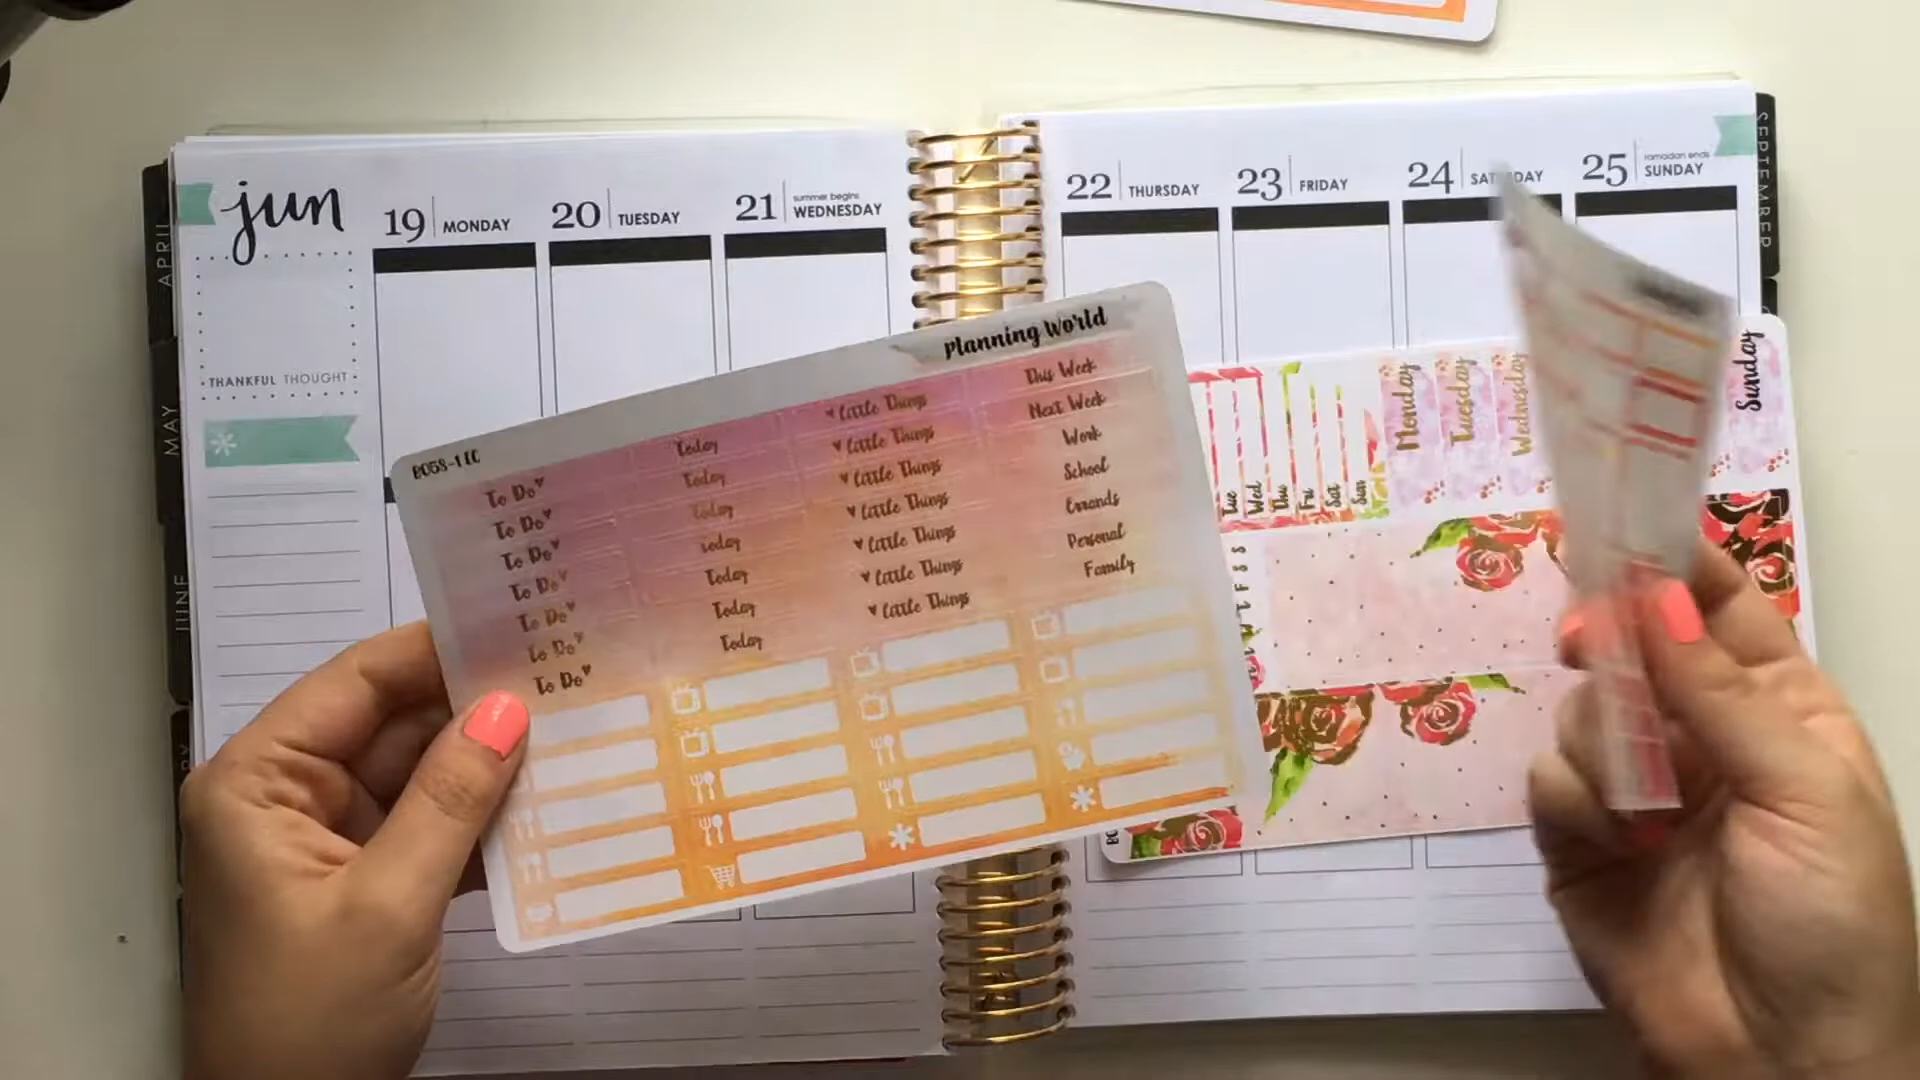 jun
19 MONDAY
20 TUESDAY
summer begins
21 WEDNESDAY
22 THURSDAY
23 FRIDAY
24 SATURDAY
ramadan ends
25 SUNDAY
THANKFUL THOUGHT
APRIL
MAY
JUNE
SEPTEMBER
Planning World
BO68-1 EC
To Do
To Do
To Do
To Do
To Do
To Do
To Do
Today
Today
Today
Today
Today
Today
Today
Little Things
Little Things
Little Things
Little Things
Little Things
Little Things
Little Things
This Week
Next Week
Work
School
Errands
Personal
Family
Tue
Wed
Thu
Fri
Sat
Sun
Monday
Tuesday
Wednesday
Sunday